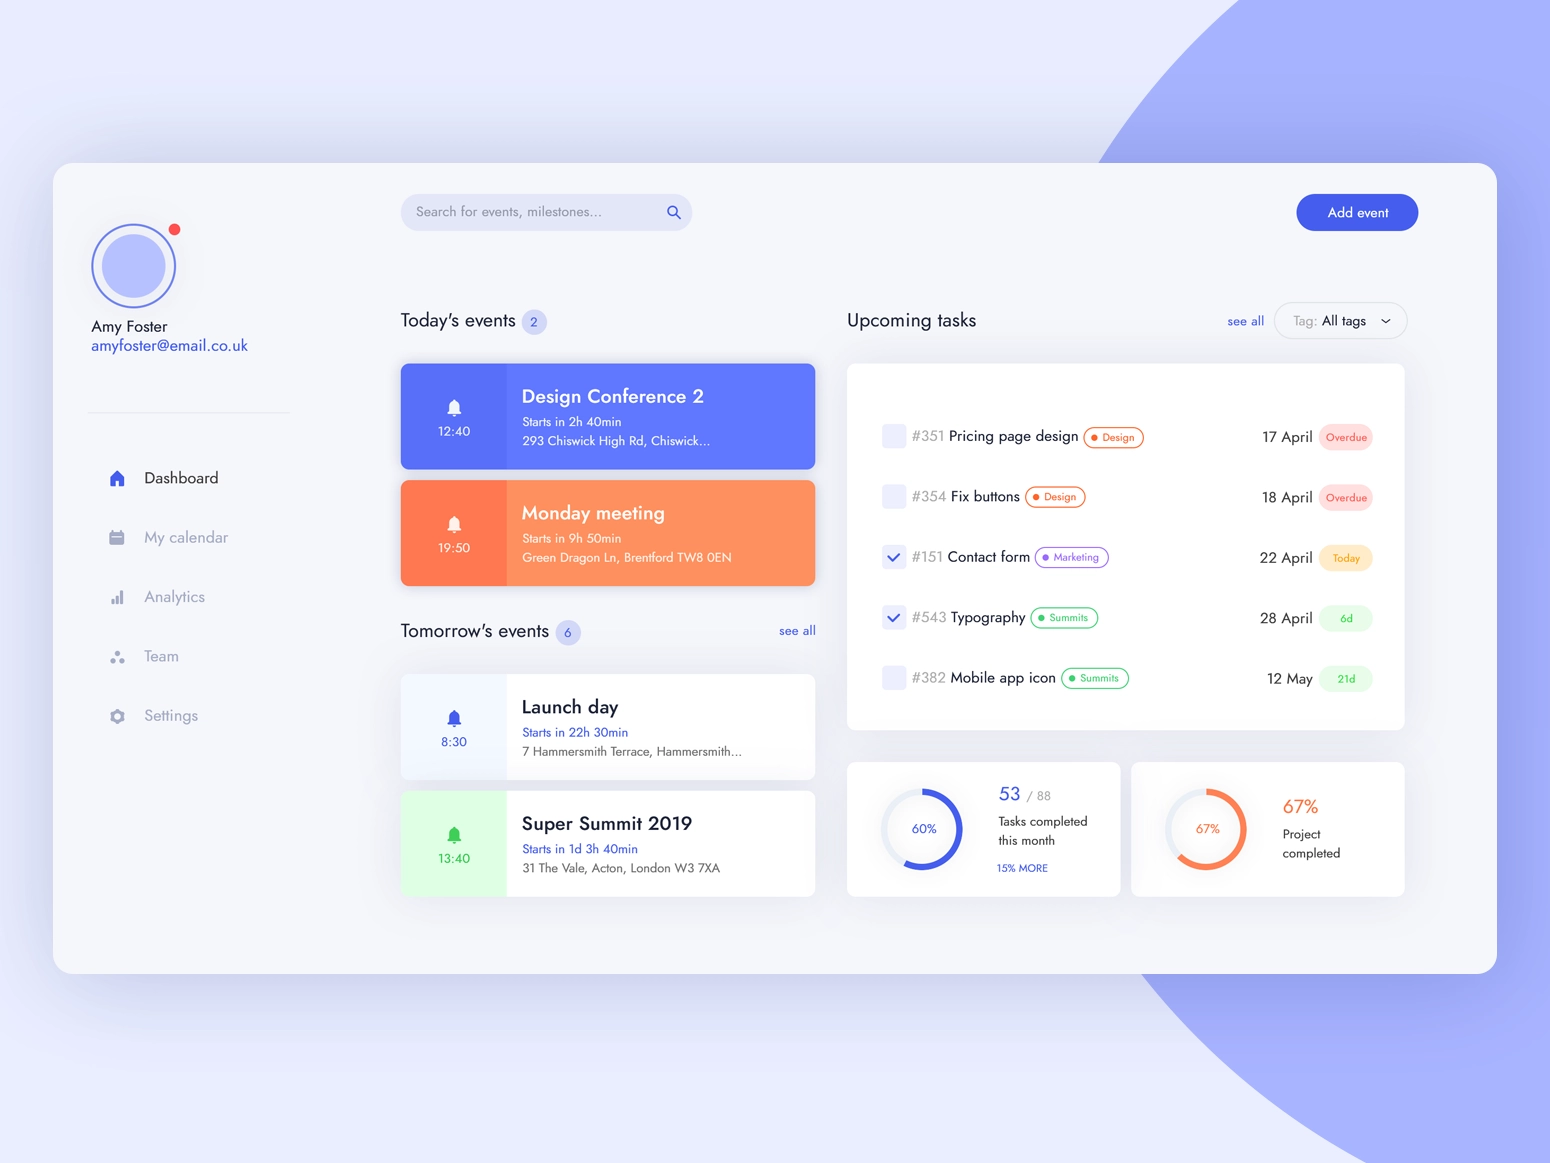 Search for events, milestones...
Add event
Amy Foster
amyfoster@email.co.uk
Dashboard
My calendar
Analytics
Team
Settings
Today's events 2
12:40
Design Conference 2
Starts in 2h 40min
293 Chiswick High Rd, Chiswick...
19:50
Monday meeting
Starts in 9h 50min
Green Dragon Ln, Brentford TW8 0EN
Tomorrow's events 6 see all
8:30
Launch day
Starts in 22h 30min
7 Hammersmith Terrace, Hammersmith...
13:40
Super Summit 2019
Starts in 1d 3h 40min
31 The Vale, Acton, London W3 7XA
Upcoming tasks see all Tag: All tags
#351 Pricing page design Design 17 April Overdue
#354 Fix buttons Design 18 April Overdue
#151 Contact form Marketing 22 April Today
#543 Typography Summits 28 April 6d
#382 Mobile app icon Summits 12 May 21d
60%
53 / 88
Tasks completed
this month
15% MORE
67%
67%
Project
completed